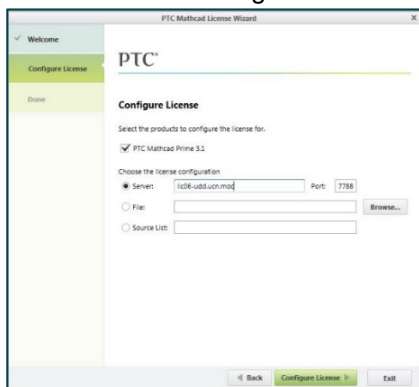 PTC Mathcad License Wizard X
Welcome
Configure License
Done
PTC®
Configure License
Select the products to configure the license for.
PTC Mathcad Prime 3.1
Choose the license configuration
Server: lic06-udd.ucn.moc Port: 7788
File: Browse...
Source List:
Back Configure License Exit